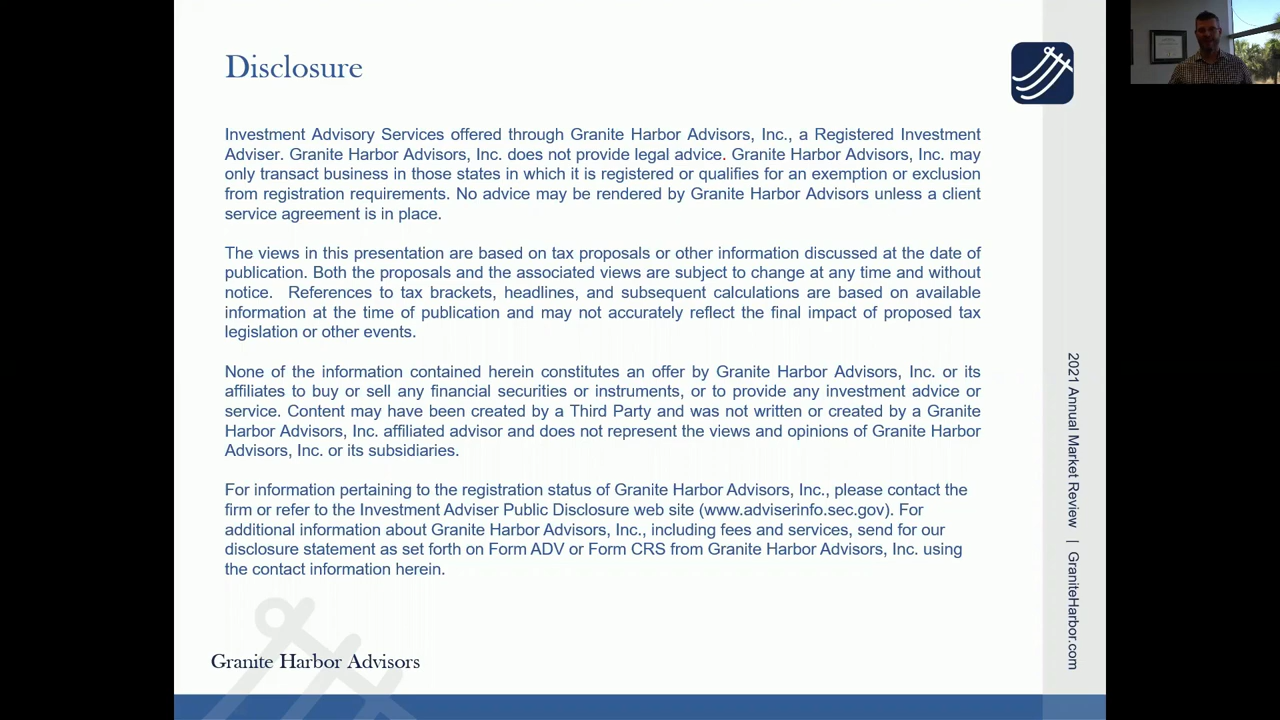 Disclosure
Investment Advisory Services offered through Granite Harbor Advisors, Inc., a Registered Investment
Adviser. Granite Harbor Advisors, Inc. does not provide legal advice. Granite Harbor Advisors, Inc. may
only transact business in those states in which it is registered or qualifies for an exemption or exclusion
from registration requirements. No advice may be rendered by Granite Harbor Advisors unless a client
service agreement is in place.
The views in this presentation are based on tax proposals or other information discussed at the date of
publication. Both the proposals and the associated views are subject to change at any time and without
notice.  References to tax brackets, headlines, and subsequent calculations are based on available
information at the time of publication and may not accurately reflect the final impact of proposed tax
legislation or other events.
None of the information contained herein constitutes an offer by Granite Harbor Advisors, Inc. or its
affiliates to buy or sell any financial securities or instruments, or to provide any investment advice or
service. Content may have been created by a Third Party and was not written or created by a Granite
Harbor Advisors, Inc. affiliated advisor and does not represent the views and opinions of Granite Harbor
Advisors, Inc. or its subsidiaries.
For information pertaining to the registration status of Granite Harbor Advisors, Inc., please contact the
firm or refer to the Investment Adviser Public Disclosure web site (www.adviserinfo.sec.gov). For
additional information about Granite Harbor Advisors, Inc., including fees and services, send for our
disclosure statement as set forth on Form ADV or Form CRS from Granite Harbor Advisors, Inc. using
the contact information herein.
Granite Harbor Advisors
2021 Annual Market Review | GraniteHarbor.com